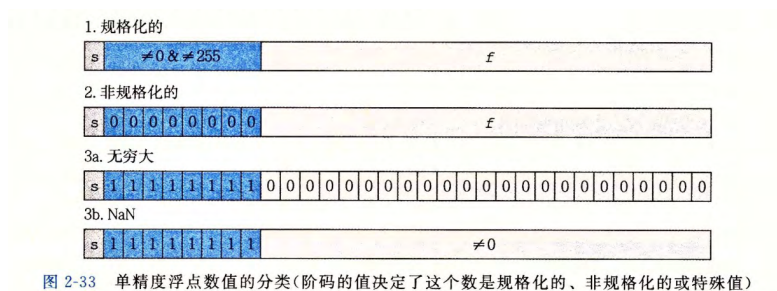 1. 规格化的
s ≠0 & ≠255 f
2. 非规格化的
s 0 0 0 0 0 0 0 0 f
3a. 无穷大
s 1 1 1 1 1 1 1 1 0 0 0 0 0 0 0 0 0 0 0 0 0 0 0 0 0 0 0 0 0 0 0
3b. NaN
s 1 1 1 1 1 1 1 1 ≠0
图 2-33 单精度浮点数值的分类(阶码的值决定了这个数是规格化的、非规格化的或特殊值)